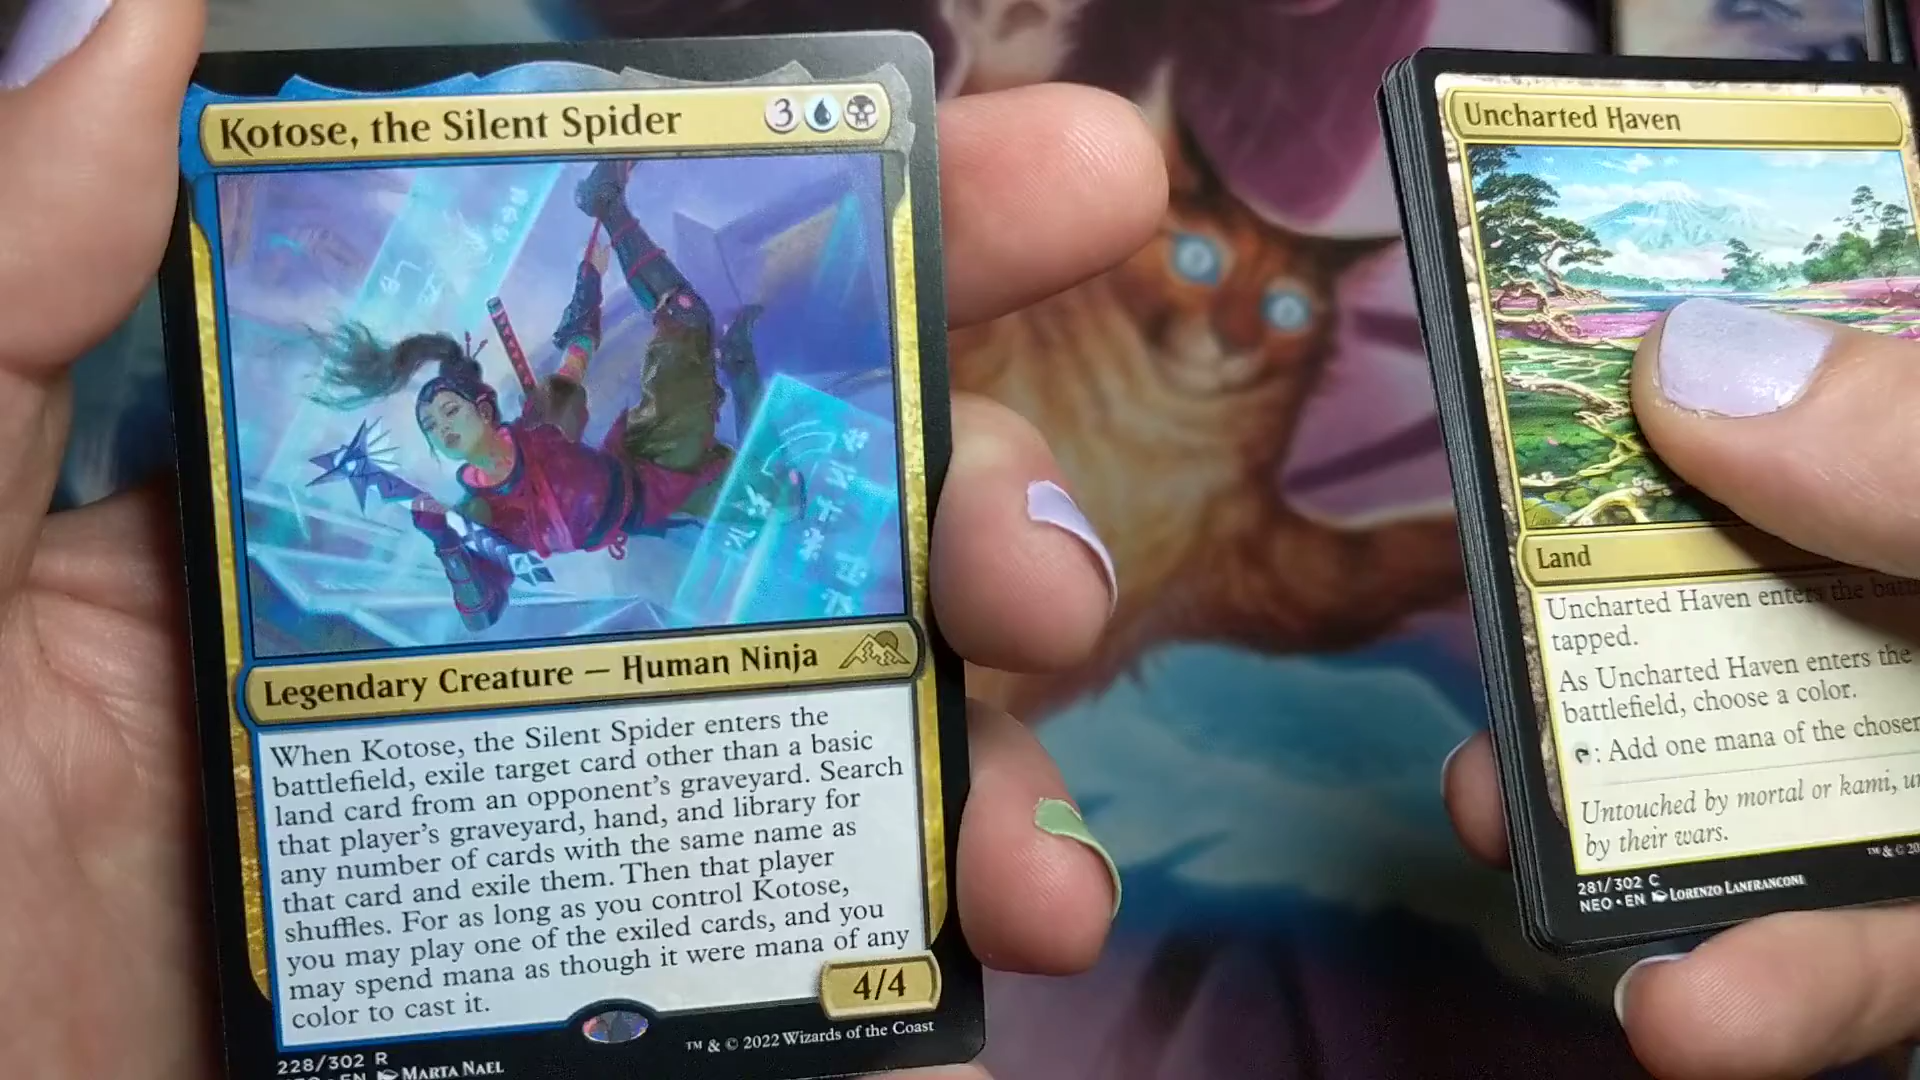 Kotose, the Silent Spider
3
Legendary Creature — Human Ninja
When Kotose, the Silent Spider enters the
battlefield, exile target card other than a basic
land card from an opponent's graveyard. Search
that player's graveyard, hand, and library for
any number of cards with the same name as
that card and exile them. Then that player
shuffles. For as long as you control Kotose,
you may play one of the exiled cards, and you
may spend mana as though it were mana of any
color to cast it.
4/4
228/302 R
NEO • EN MARTA NAEL
™ & © 2022 Wizards of the Coast
Uncharted Haven
Land
Uncharted Haven enters the
tapped.
As Uncharted Haven enters the
battlefield, choose a color.
: Add one mana of the chosen
Untouched by mortal or kami,
by their wars.
281/302 C
NEO • EN LORENZO LANFRANCONI
™ & © 20